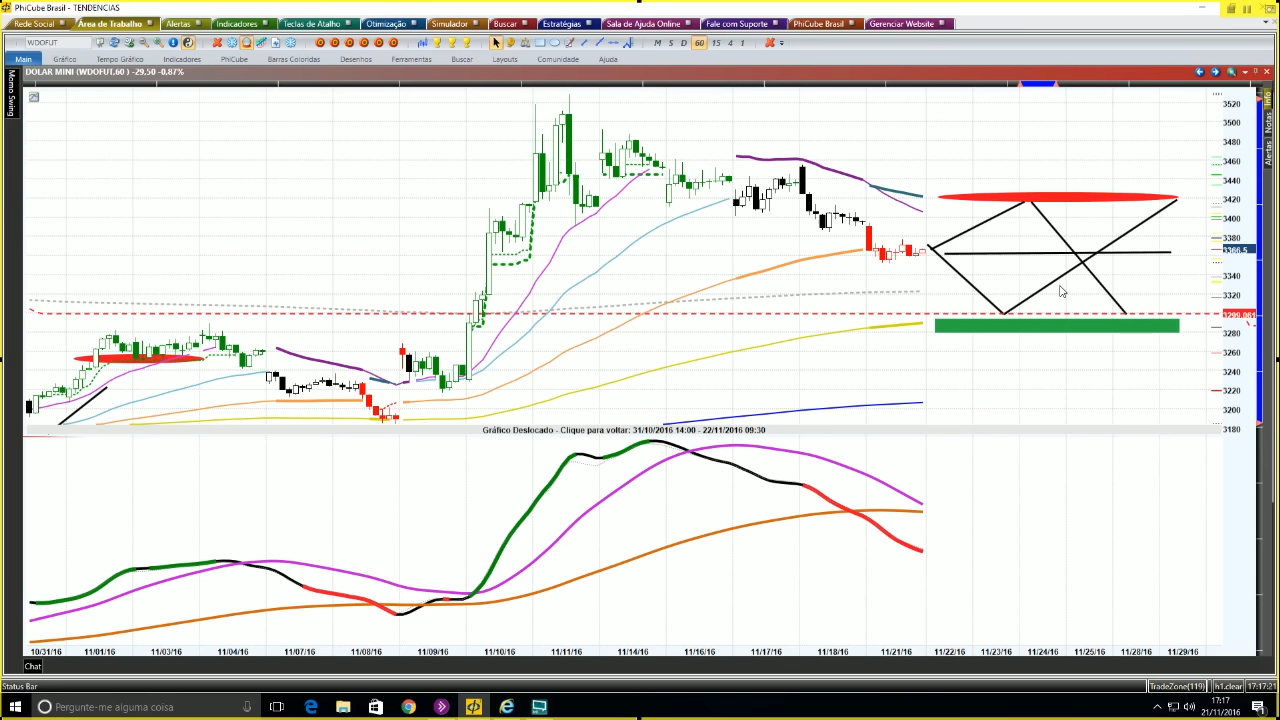 PhiCube Brasil - TENDENCIAS
Rede Social Área de Trabalho Alertas Indicadores Teclas de Atalho Otimização Simulador Buscar Estratégias Sala de Ajuda Online Fale com Suporte PhiCube Brasil Gerenciar Website
WDOFUT M S D 60 15 4 1
Main Gráfico Tempo Gráfico Indicadores PhiCube Barras Coloridas Desenhos Ferramentas Buscar Layouts Comunidade Ajuda
DOLAR MINI (WDOFUT,60 ) -29,50 -0,87%
Momo Swing
Info
Notas
Alertas
3520
3500
3480
3460
3440
3420
3400
3380
3340
3320
3280
3260
3240
3220
3200
3180
Gráfico Deslocado - Clique para voltar: 31/10/2016 14:00 - 22/11/2016 09:30
10/31/16 11/01/16 11/03/16 11/04/16 11/07/16 11/08/16 11/09/16 11/10/16 11/11/16 11/14/16 11/16/16 11/17/16 11/18/16 11/21/16 11/22/16 11/23/16 11/24/16 11/25/16 11/28/16 11/29/16
Chat
Status Bar TradeZone(119) h1.clear 17:17:21
Pergunte-me alguma coisa
17:17
21/11/2016